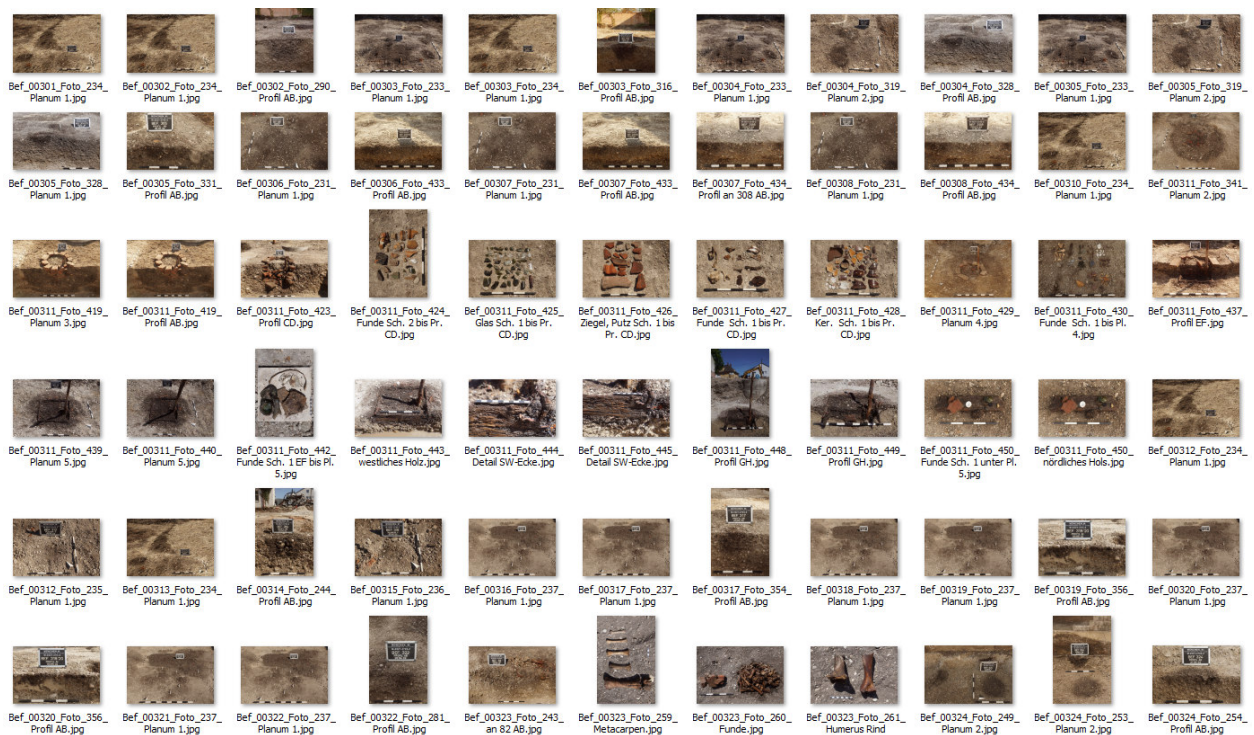 Bef_00301_Foto_234_
Planum 1.jpg
Bef_00302_Foto_234_
Planum 1.jpg
Bef_00302_Foto_290_
Profil AB.jpg
Bef_00303_Foto_233_
Planum 1.jpg
Bef_00303_Foto_234_
Planum 1.jpg
Bef_00303_Foto_316_
Profil AB.jpg
Bef_00304_Foto_233_
Planum 1.jpg
Bef_00304_Foto_319_
Planum 2.jpg
Bef_00304_Foto_328_
Profil AB.jpg
Bef_00305_Foto_233_
Planum 1.jpg
Bef_00305_Foto_319_
Planum 2.jpg
Bef_00305_Foto_328_
Planum 1.jpg
Bef_00305_Foto_331_
Profil AB.jpg
Bef_00306_Foto_231_
Planum 1.jpg
Bef_00306_Foto_433_
Profil AB.jpg
Bef_00307_Foto_231_
Planum 1.jpg
Bef_00307_Foto_433_
Profil AB.jpg
Bef_00307_Foto_434_
Profil an 308 AB.jpg
Bef_00308_Foto_231_
Planum 1.jpg
Bef_00308_Foto_434_
Profil AB.jpg
Bef_00310_Foto_234_
Planum 1.jpg
Bef_00311_Foto_341_
Planum 2.jpg
Bef_00311_Foto_419_
Planum 3.jpg
Bef_00311_Foto_419_
Profil AB.jpg
Bef_00311_Foto_423_
Profil CD.jpg
Bef_00311_Foto_424_
Funde Sch. 2 bis Pr.
CD.jpg
Bef_00311_Foto_425_
Glas Sch. 1 bis Pr.
CD.jpg
Bef_00311_Foto_426_
Ziegel, Putz Sch. 1 bis
Pr. CD.jpg
Bef_00311_Foto_427_
Funde Sch. 1 bis Pr.
CD.jpg
Bef_00311_Foto_428_
Ker. Sch. 1 bis Pr.
CD.jpg
Bef_00311_Foto_429_
Planum 4.jpg
Bef_00311_Foto_430_
Funde Sch. 1 bis Pl.
4.jpg
Bef_00311_Foto_437_
Profil EF.jpg
Bef_00311_Foto_439_
Planum 5.jpg
Bef_00311_Foto_440_
Planum 5.jpg
Bef_00311_Foto_442_
Funde Sch. 1 EF bis Pl.
5.jpg
Bef_00311_Foto_443_
westliches Holz.jpg
Bef_00311_Foto_444_
Detail SW-Ecke.jpg
Bef_00311_Foto_445_
Detail SW-Ecke.jpg
Bef_00311_Foto_448_
Profil GH.jpg
Bef_00311_Foto_449_
Profil GH.jpg
Bef_00311_Foto_450_
Funde Sch. 1 unter Pl.
5.jpg
Bef_00311_Foto_450_
nördliches Hols.jpg
Bef_00312_Foto_234_
Planum 1.jpg
Bef_00312_Foto_235_
Planum 1.jpg
Bef_00313_Foto_234_
Planum 1.jpg
Bef_00314_Foto_244_
Profil AB.jpg
Bef_00315_Foto_236_
Planum 1.jpg
Bef_00316_Foto_237_
Planum 1.jpg
Bef_00317_Foto_237_
Planum 1.jpg
Bef_00317_Foto_354_
Profil AB.jpg
Bef_00318_Foto_237_
Planum 1.jpg
Bef_00319_Foto_237_
Planum 1.jpg
Bef_00319_Foto_356_
Profil AB.jpg
Bef_00320_Foto_237_
Planum 1.jpg
Bef_00320_Foto_356_
Profil AB.jpg
Bef_00321_Foto_237_
Planum 1.jpg
Bef_00322_Foto_237_
Planum 1.jpg
Bef_00322_Foto_281_
Profil AB.jpg
Bef_00323_Foto_243_
an 82 AB.jpg
Bef_00323_Foto_259_
Metacarpen.jpg
Bef_00323_Foto_260_
Funde.jpg
Bef_00323_Foto_261_
Humerus Rind
Bef_00324_Foto_249_
Planum 2.jpg
Bef_00324_Foto_253_
Planum 2.jpg
Bef_00324_Foto_254_
Profil AB.jpg